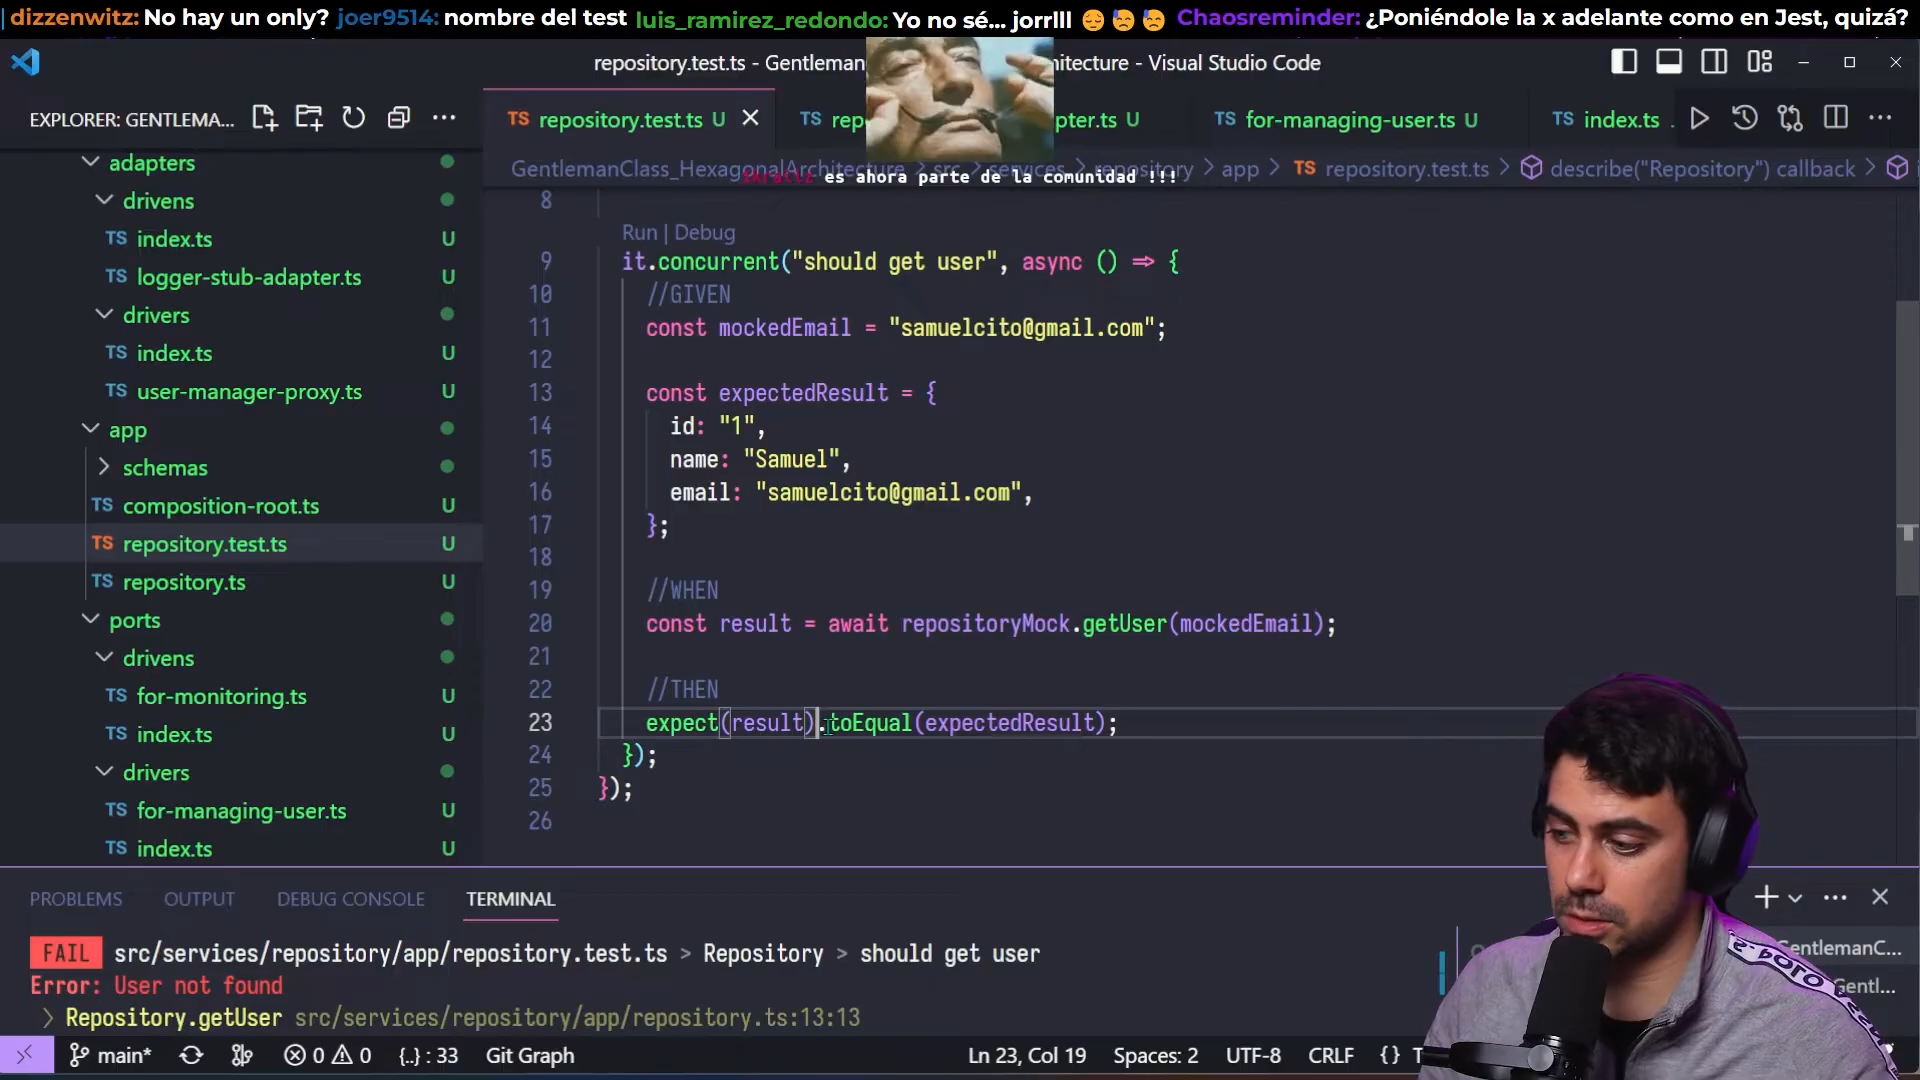 dizzenwitz: No hay un only? joer9514: nombre del test luis_ramirez_redondo: Yo no sé... jorrlll Chaosreminder: ¿Poniéndole la x adelante como en Jest, quizá?
repository.test.ts - Gentleman hitecture - Visual Studio Code
EXPLORER: GENTLEMA...
TS repository.test.ts U
TS rep pter.ts U
TS for-managing-user.ts U
TS index.ts
GentlemanClass_HexagonalArchitecture > src > services > repository > app > TS repository.test.ts > describe("Repository") callback >
es ahora parte de la comunidad !!!
adapters
drivens
TS index.ts U
TS logger-stub-adapter.ts U
drivers
TS index.ts U
TS user-manager-proxy.ts U
app
schemas
TS composition-root.ts U
TS repository.test.ts U
TS repository.ts U
ports
drivens
TS for-monitoring.ts U
TS index.ts U
drivers
TS for-managing-user.ts U
TS index.ts U
8
Run | Debug
9 it.concurrent("should get user", async () => {
10 //GIVEN
11 const mockedEmail = "samuelcito@gmail.com";
12
13 const expectedResult = {
14 id: "1",
15 name: "Samuel",
16 email: "samuelcito@gmail.com",
17 };
18
19 //WHEN
20 const result = await repositoryMock.getUser(mockedEmail);
21
22 //THEN
23 expect(result).toEqual(expectedResult);
24 });
25 });
26
PROBLEMS OUTPUT DEBUG CONSOLE TERMINAL
FAIL src/services/repository/app/repository.test.ts > Repository > should get user
Error: User not found
> Repository.getUser src/services/repository/app/repository.ts:13:13
GentlemanC...
Gentl...
POLO
main* 0 0 {..} : 33 Git Graph Ln 23, Col 19 Spaces: 2 UTF-8 CRLF {} T